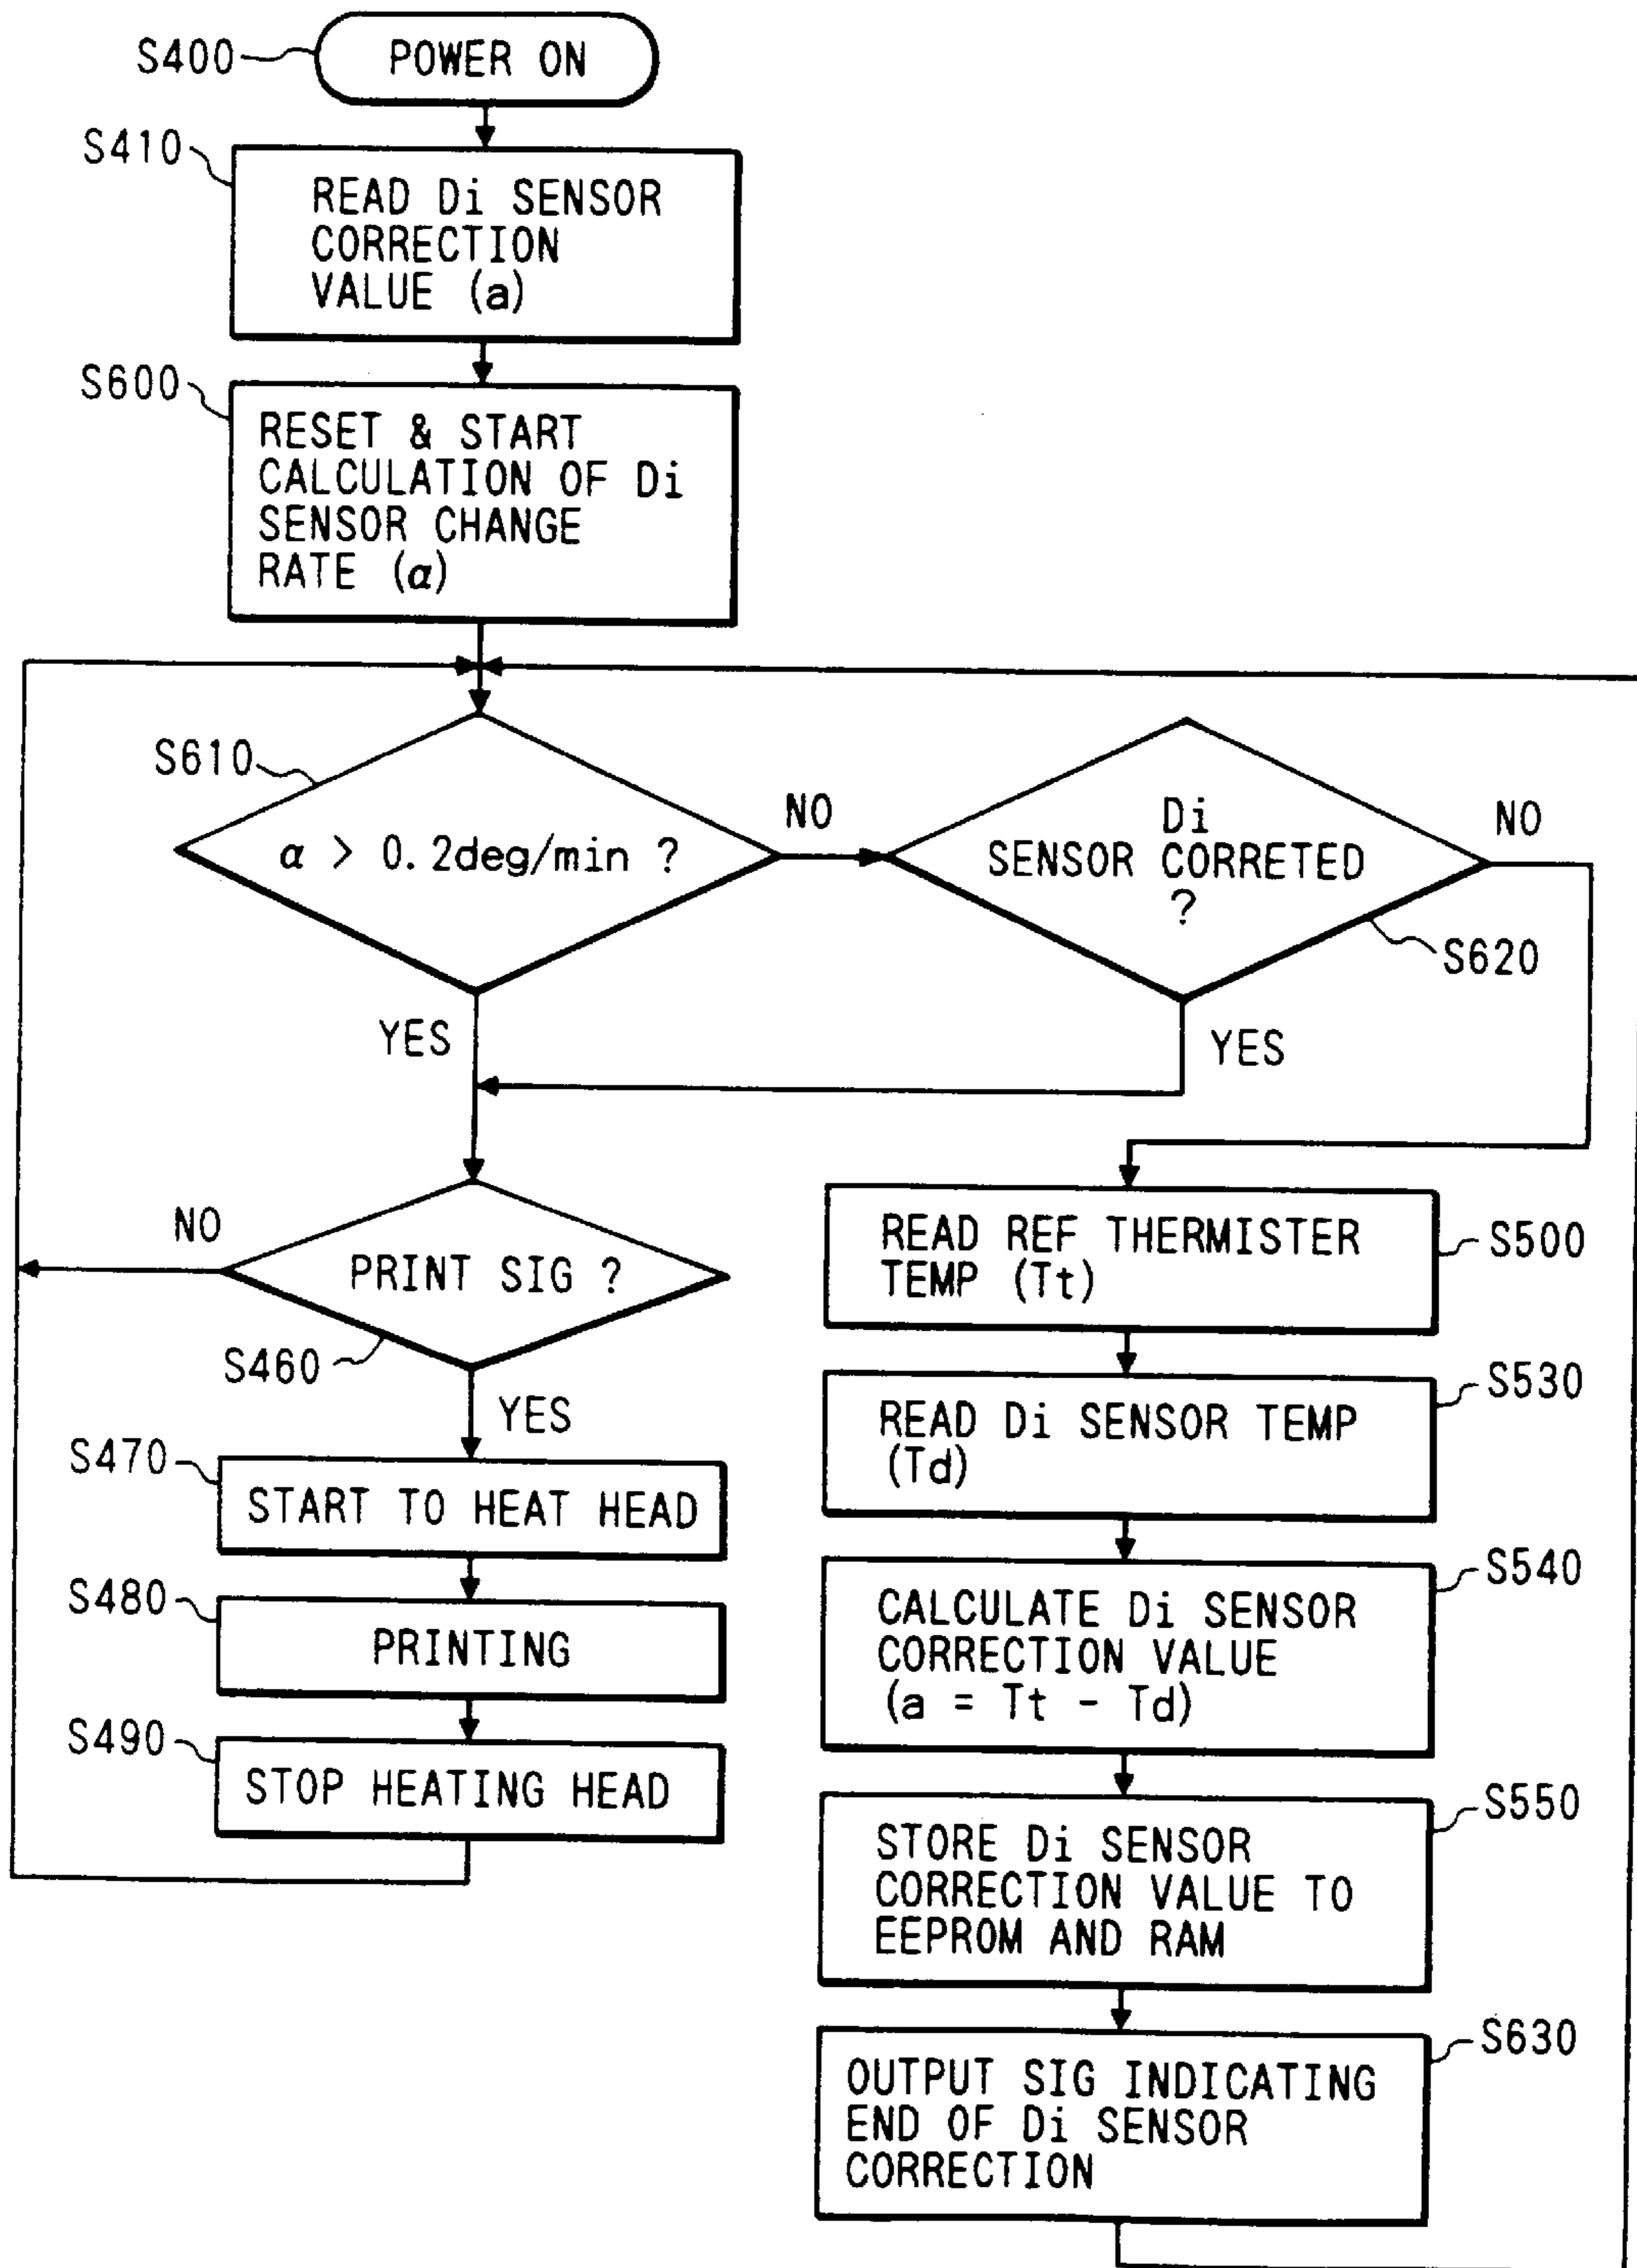 S400
POWER ON
S410
READ Di SENSOR
CORRECTION
VALUE (a)
S600
RESET & START
CALCULATION OF Di
SENSOR CHANGE
RATE (α)
S610
α > 0.2deg/min ?
NO
YES
Di
SENSOR CORRETED
?
NO
S620
YES
NO
PRINT SIG ?
S460
YES
S470
START TO HEAT HEAD
S480
PRINTING
S490
STOP HEATING HEAD
READ REF THERMISTER
TEMP (Tt)
S500
READ Di SENSOR TEMP
(Td)
S530
CALCULATE Di SENSOR
CORRECTION VALUE
(a = Tt - Td)
S540
STORE Di SENSOR
CORRECTION VALUE TO
EEPROM AND RAM
S550
OUTPUT SIG INDICATING
END OF Di SENSOR
CORRECTION
S630